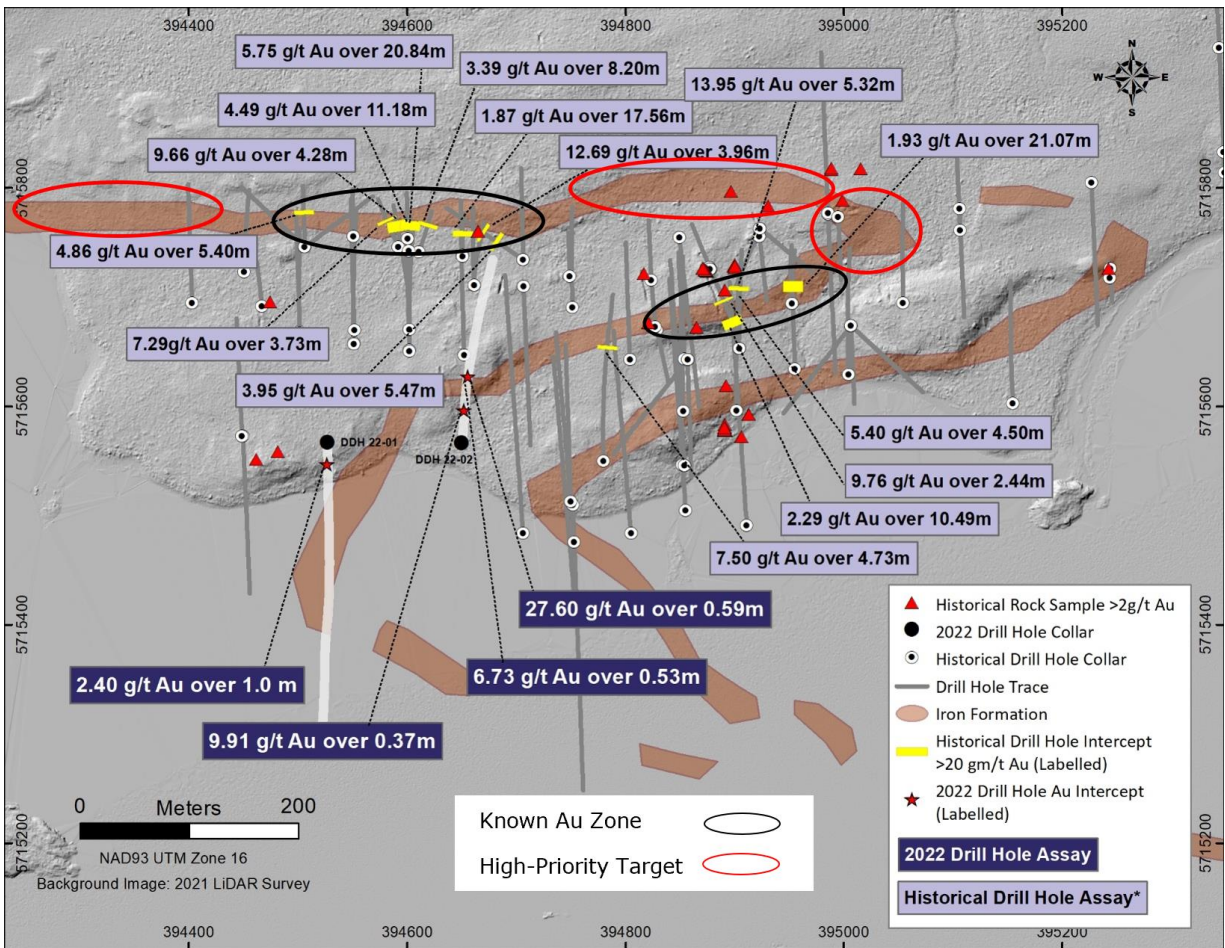 394400
394600
394800
395000
395200
5.75 g/t Au over 20.84m
3.39 g/t Au over 8.20m
13.95 g/t Au over 5.32m
N
W
E
S
4.49 g/t Au over 11.18m
1.87 g/t Au over 17.56m
1.93 g/t Au over 21.07m
9.66 g/t Au over 4.28m
12.69 g/t Au over 3.96m
5715800
5715800
4.86 g/t Au over 5.40m
7.29g/t Au over 3.73m
3.95 g/t Au over 5.47m
5715600
5715600
DDH 22-01
DDH 22-02
5.40 g/t Au over 4.50m
9.76 g/t Au over 2.44m
2.29 g/t Au over 10.49m
7.50 g/t Au over 4.73m
27.60 g/t Au over 0.59m
5715400
5715400
6.73 g/t Au over 0.53m
2.40 g/t Au over 1.0 m
9.91 g/t Au over 0.37m
Historical Rock Sample >2g/t Au
2022 Drill Hole Collar
Historical Drill Hole Collar
Drill Hole Trace
Iron Formation
Historical Drill Hole Intercept
>20 gm/t Au (Labelled)
2022 Drill Hole Au Intercept
(Labelled)
2022 Drill Hole Assay
Historical Drill Hole Assay*
0 Meters 200
NAD93 UTM Zone 16
Background Image: 2021 LiDAR Survey
Known Au Zone
High-Priority Target
5715200
5715200
394400
394600
394800
395000
395200